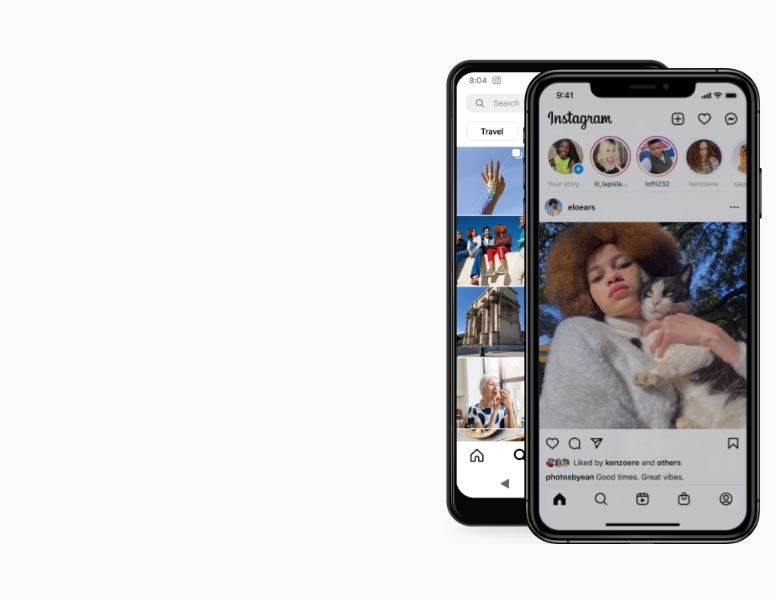 8:04
Search
Travel
9:41
Instagram
Your story
lil_lapisla...
lofti232
kenzoere
eloears
Liked by kenzoere and others
photosbyean Good times. Great vibes.